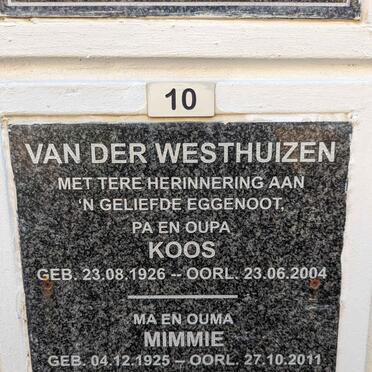 10
VAN DER WESTHUIZEN
MET TERE HERINNERING AAN
'N GELIEFDE EGGENOOT,
PA EN OUPA
KOOS
GEB. 23.08.1926 -- OORL. 23.06.2004
MA EN OUMA
MIMMIE
GEB. 04.12.1925 -- OORL. 27.10.2011